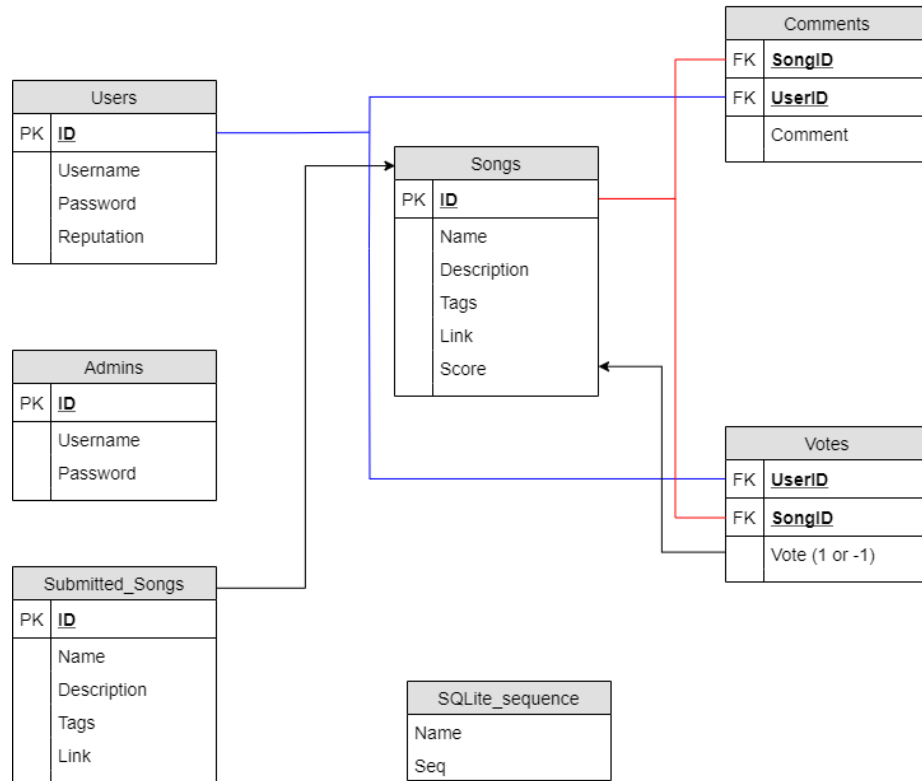 Users
PK ID
Username
Password
Reputation
Admins
PK ID
Username
Password
Submitted_Songs
PK ID
Name
Description
Tags
Link
Songs
PK ID
Name
Description
Tags
Link
Score
SQLite_sequence
Name
Seq
Comments
FK SongID
FK UserID
Comment
Votes
FK UserID
FK SongID
Vote (1 or -1)